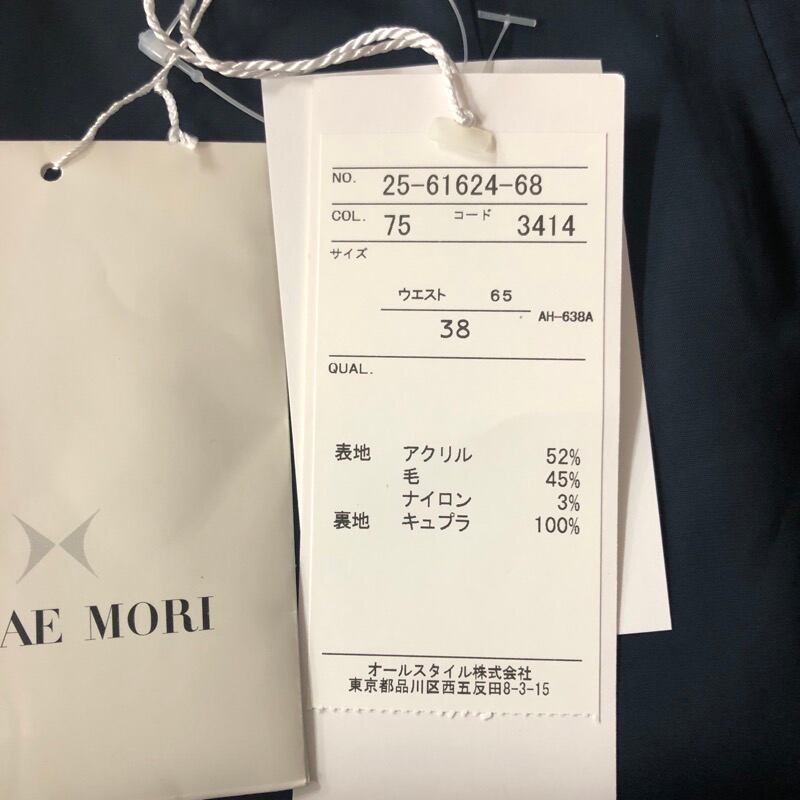 NO. 25-61624-68
COL. 75 コード 3414
サイズ
ウエスト 65
38 AH-638A
QUAL.
表地 アクリル 52%
毛 45%
ナイロン 3%
裏地 キュプラ 100%
オールスタイル株式会社
東京都品川区西五反田8-3-15
AE MORI